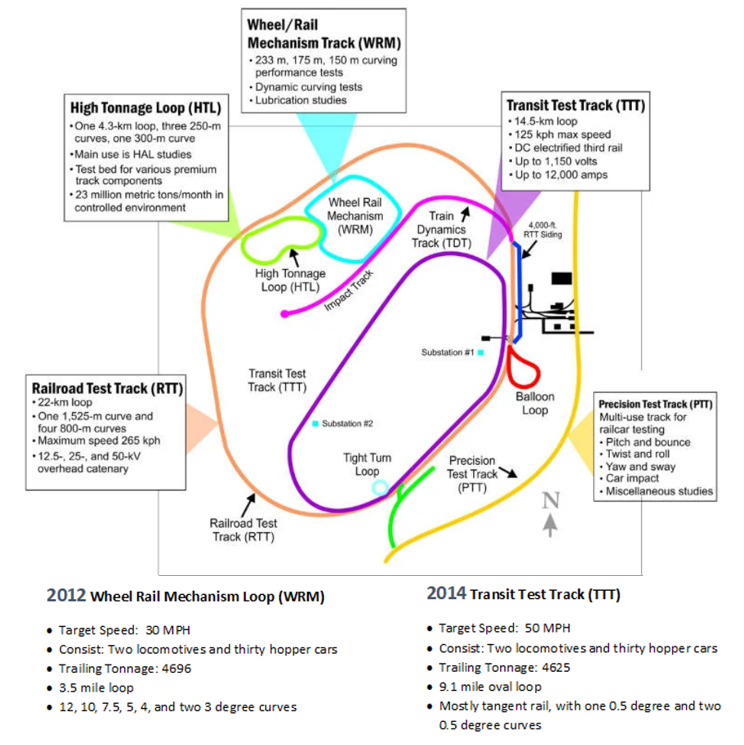 Wheel/Rail
Mechanism Track (WRM)
• 233 m, 175 m, 150 m curving
performance tests
• Dynamic curving tests
• Lubrication studies
High Tonnage Loop (HTL)
• One 4.3-km loop, three 250-m
curves, one 300-m curve
• Main use is HAL studies
• Test bed for various premium
track components
• 23 million metric tons/month in
controlled environment
Transit Test Track (TTT)
• 14.5-km loop
• 125 kph max speed
• DC electrified third rail
• Up to 1,150 volts
• Up to 12,000 amps
Wheel Rail
Mechanism
(WRM)
Train
Dynamics
Track (TDT)
4,000-ft.
RTT Siding
High Tonnage
Loop (HTL)
Impact Track
Substation #1
Transit Test
Track (TTT)
Balloon
Loop
Railroad Test Track (RTT)
• 22-km loop
• One 1,525-m curve and
four 800-m curves
• Maximum speed 265 kph
• 12.5-, 25-, and 50-kV
overhead catenary
Substation #2
Precision Test Track (PTT)
Multi-use track for
railcar testing
• Pitch and bounce
• Twist and roll
• Yaw and sway
• Car impact
• Miscellaneous studies
Tight Turn
Loop
Precision
Test Track
(PTT)
N
Railroad Test
Track (RTT)
2012 Wheel Rail Mechanism Loop (WRM)
• Target Speed: 30 MPH
• Consist: Two locomotives and thirty hopper cars
• Trailing Tonnage: 4696
• 3.5 mile loop
• 12, 10, 7.5, 5, 4, and two 3 degree curves
2014 Transit Test Track (TTT)
• Target Speed: 50 MPH
• Consist: Two locomotives and thirty hopper cars
• Trailing Tonnage: 4625
• 9.1 mile oval loop
• Mostly tangent rail, with one 0.5 degree and two
0.5 degree curves